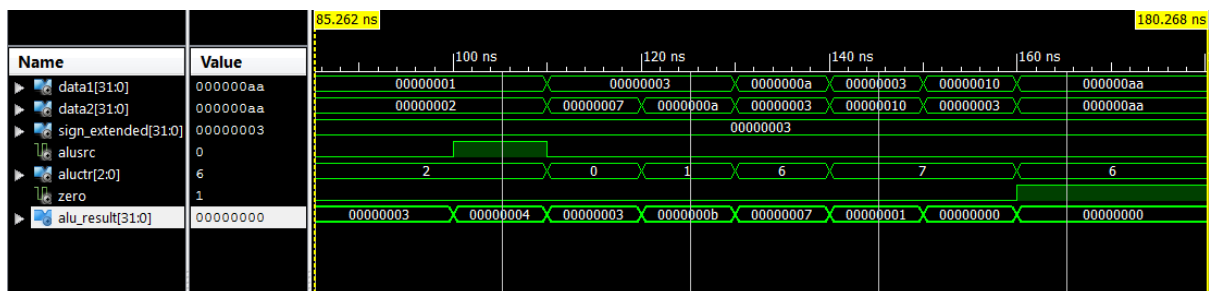 85.262 ns 180.268 ns
Name Value 100 ns 120 ns 140 ns 160 ns
data1[31:0] 000000aa 00000001 00000003 0000000a 00000003 00000010 000000aa
data2[31:0] 000000aa 00000002 00000007 0000000a 00000003 00000010 00000003 000000aa
sign_extended[31:0] 00000003 00000003
alusrc 0
aluctr[2:0] 6 2 0 1 6 7 6
zero 1
alu_result[31:0] 00000000 00000003 00000004 00000003 0000000b 00000007 00000001 00000000 00000000